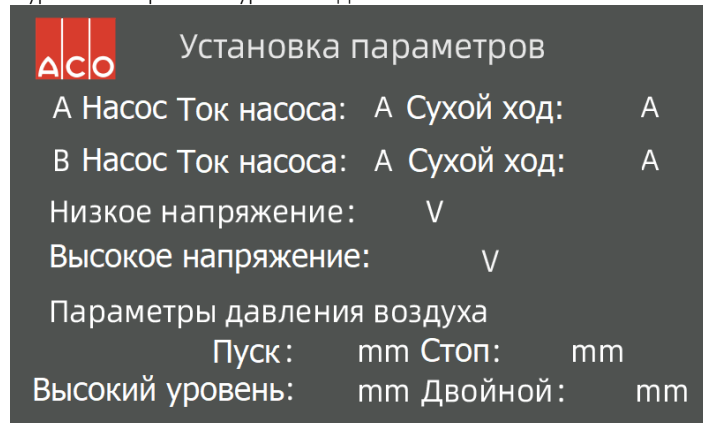 ACO Установка параметров
A Насос Ток насоса: A Сухой ход: A
B Насос Ток насоса: A Сухой ход: A
Низкое напряжение: V
Высокое напряжение: V
Параметры давления воздуха
Пуск: mm Стоп: mm
Высокий уровень: mm Двойной: mm